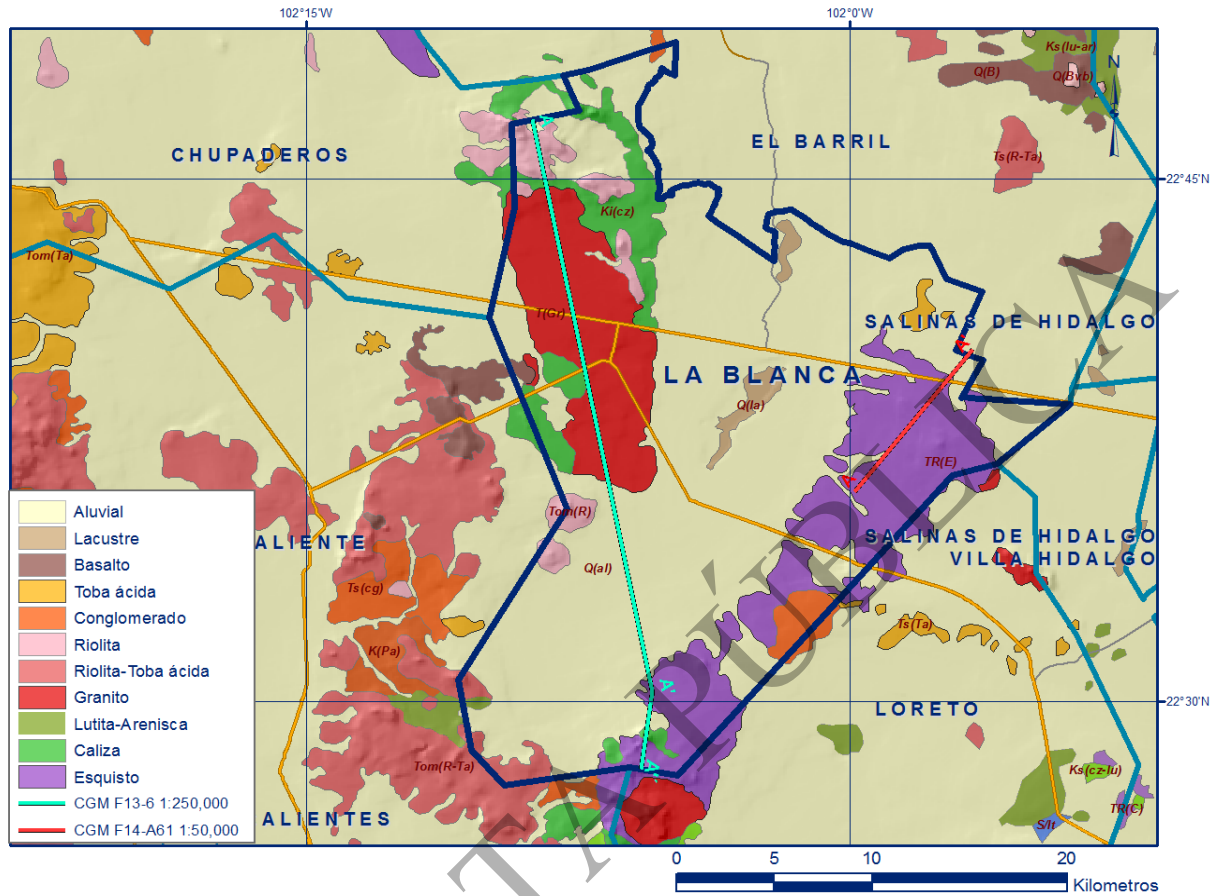 102°15'W
102°0'W
Ks(lu-ar)
N
Q(B)
Q(Bvb)
A
EL BARRIL
CHUPADEROS
Ts(R-Ta)
22°45'N
Ki(cz)
Tom(Ta)
T(Gr)
SALINAS DE HIDALGO
A'
LA BLANCA
Q(la)
TR(E)
A
Aluvial
Lacustre
Basalto
Toba ácida
Conglomerado
Riolita
Riolita-Toba ácida
Granito
Lutita-Arenisca
Caliza
Esquisto
CGM F13-6 1:250,000
CGM F14-A61 1:50,000
Tom(R)
ALIENTE
SALINAS DE HIDALGO
VILLA HIDALGO
Q(al)
Ts(cg)
Ts(Ta)
K(Pa)
A'
22°30'N
LORETO
Tom(R-Ta)
A''
Ks(cz-lu)
TR(C)
ALIENTES
S/It
TA PÚBLICA
0 5 10 20
Kilometros